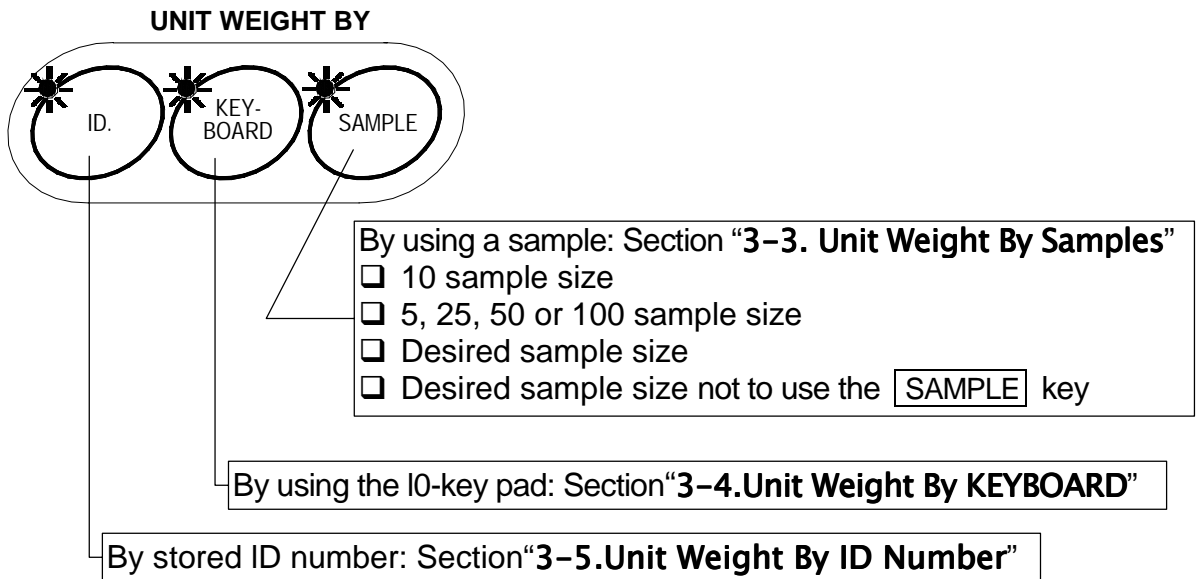 UNIT WEIGHT BY
ID.
KEY-
BOARD
SAMPLE
By using a sample: Section “3-3. Unit Weight By Samples”
❑ 10 sample size
❑ 5, 25, 50 or 100 sample size
❑ Desired sample size
❑ Desired sample size not to use the SAMPLE key
By using the l0-key pad: Section“3-4.Unit Weight By KEYBOARD”
By stored ID number: Section“3-5.Unit Weight By ID Number”